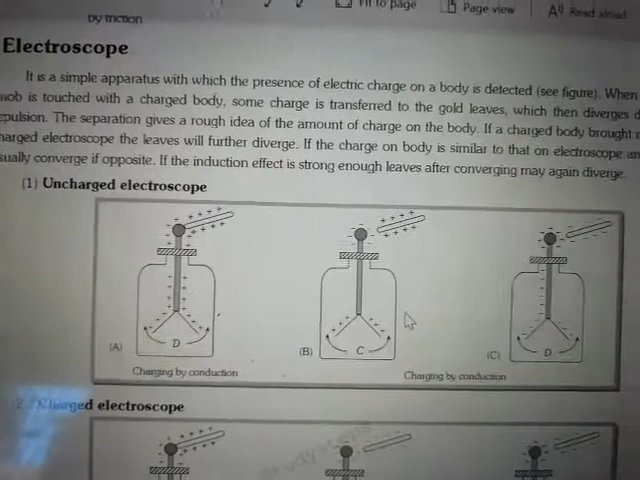 Fit to page
Page view
A Read aloud
by friction
Electroscope
It is a simple apparatus with which the presence of electric charge on a body is detected (see figure). When
is touched with a charged body, some charge is transferred to the gold leaves, which then diverges
The separation gives a rough idea of the amount of charge on the body. If a charged body brought
electroscope the leaves will further diverge. If the charge on body is similar to that on electroscope
converge if opposite. If the induction effect is strong enough leaves after converging may again diverge.
(1) Uncharged electroscope
D
C
D
(A)
(B)
(C)
Charging by conduction
Charging by conduction
Charged electroscope